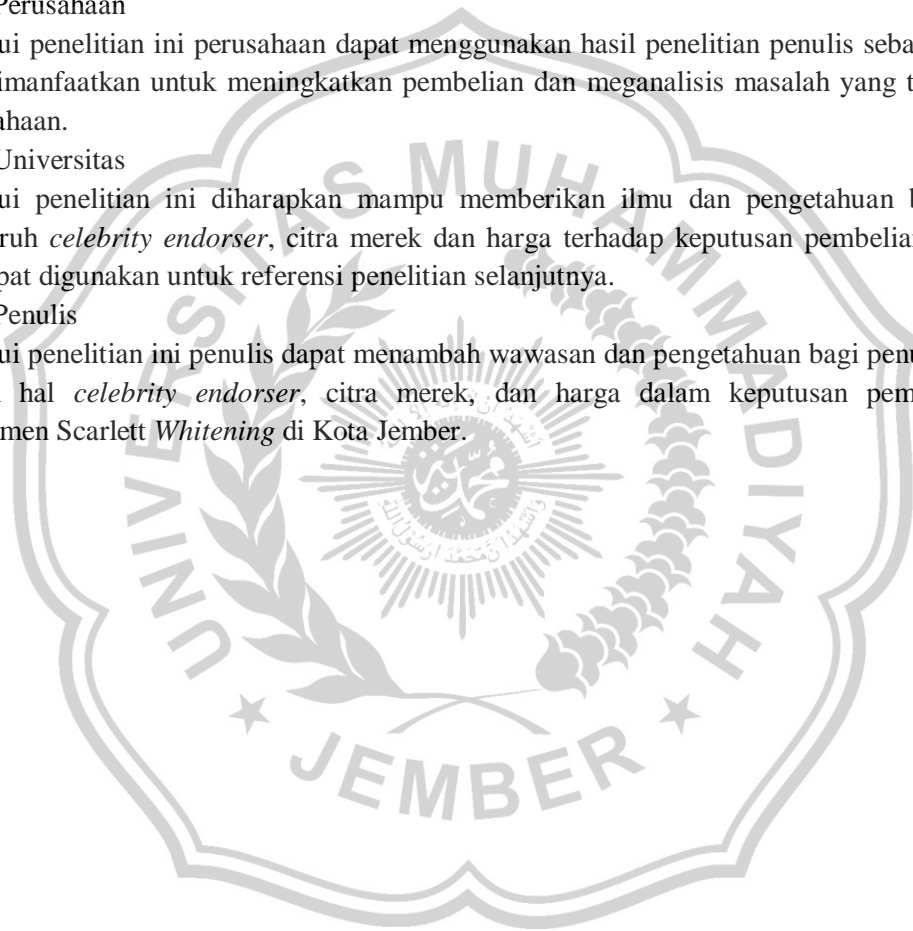 Perusahaan
ui penelitian ini perusahaan dapat menggunakan hasil penelitian penulis seba
imanfaatkan untuk meningkatkan pembelian dan meganalisis masalah yang t
ahaan.
Universitas
ui penelitian ini diharapkan mampu memberikan ilmu dan pengetahuan b
ruh celebrity endorser, citra merek dan harga terhadap keputusan pembelian
pat digunakan untuk referensi penelitian selanjutnya.
Penulis
ui penelitian ini penulis dapat menambah wawasan dan pengetahuan bagi penu
hal celebrity endorser, citra merek, dan harga dalam keputusan pem
men Scarlett Whitening di Kota Jember.
UNIVERSITAS MUHAMMADIYAH
JEMBER